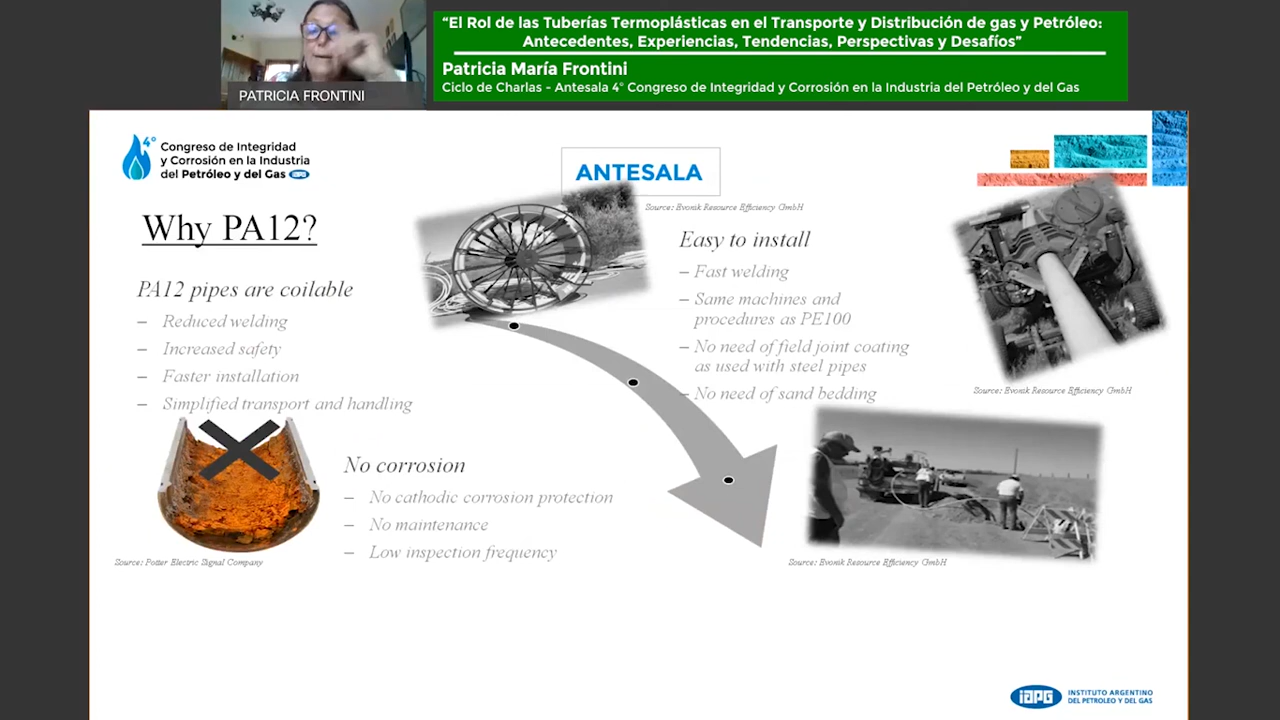 “El Rol de las Tuberías Termoplásticas en el Transporte y Distribución de gas y Petróleo:
Antecedentes, Experiencias, Tendencias, Perspectivas y Desafíos”
Patricia María Frontini
Ciclo de Charlas - Antesala 4° Congreso de Integridad y Corrosión en la Industria del Petróleo y del Gas
PATRICIA FRONTINI
4°
Congreso de Integridad
y Corrosión en la Industria
del Petróleo y del Gas iapg
ANTESALA
Source: Evonik Resource Efficiency GmbH
Why PA12?
PA12 pipes are coilable
– Reduced welding
– Increased safety
– Faster installation
– Simplified transport and handling
Easy to install
– Fast welding
– Same machines and
procedures as PE100
– No need of field joint coating
as used with steel pipes
– No need of sand bedding
Source: Evonik Resource Efficiency GmbH
No corrosion
– No cathodic corrosion protection
– No maintenance
– Low inspection frequency
Source: Potter Electric Signal Company
Source: Evonik Resource Efficiency GmbH
iapg
INSTITUTO ARGENTINO
DEL PETROLEO Y DEL GAS